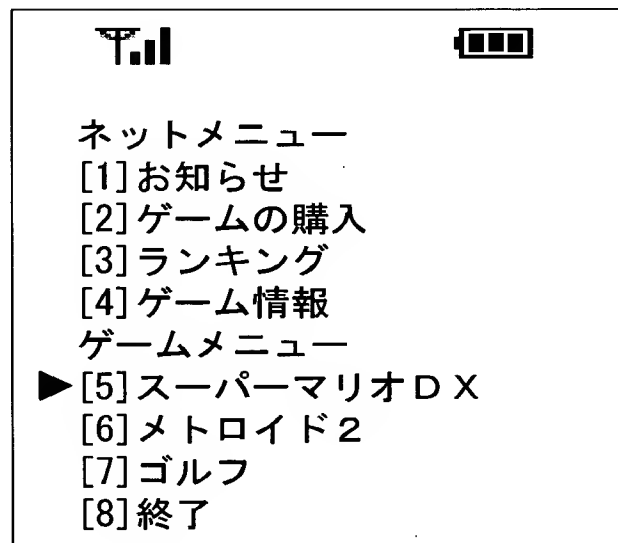 ネットメニュー
[1]お知らせ
[2]ゲームの購入
[3]ランキング
[4]ゲーム情報
ゲームメニュー
▶[5]スーパーマリオＤＸ
[6]メトロイド２
[7]ゴルフ
[8]終了